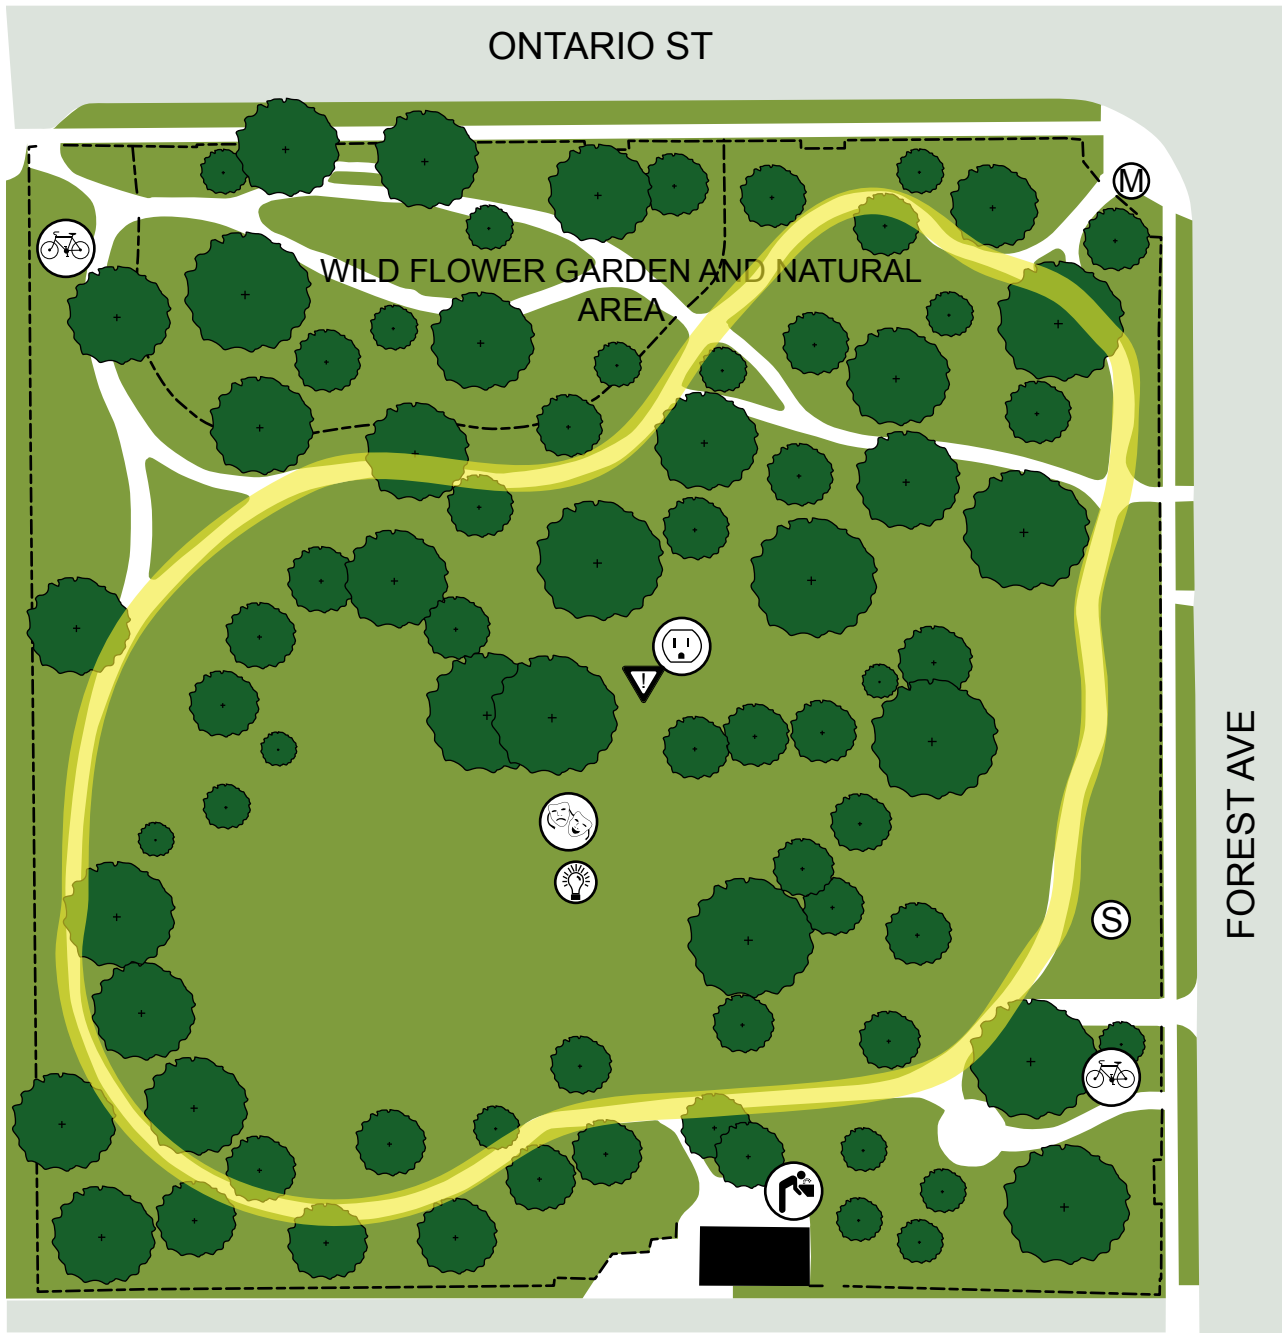 ONTARIO ST
M
WILD FLOWER GARDEN AND NATURAL
AREA
!
S
FOREST AVE